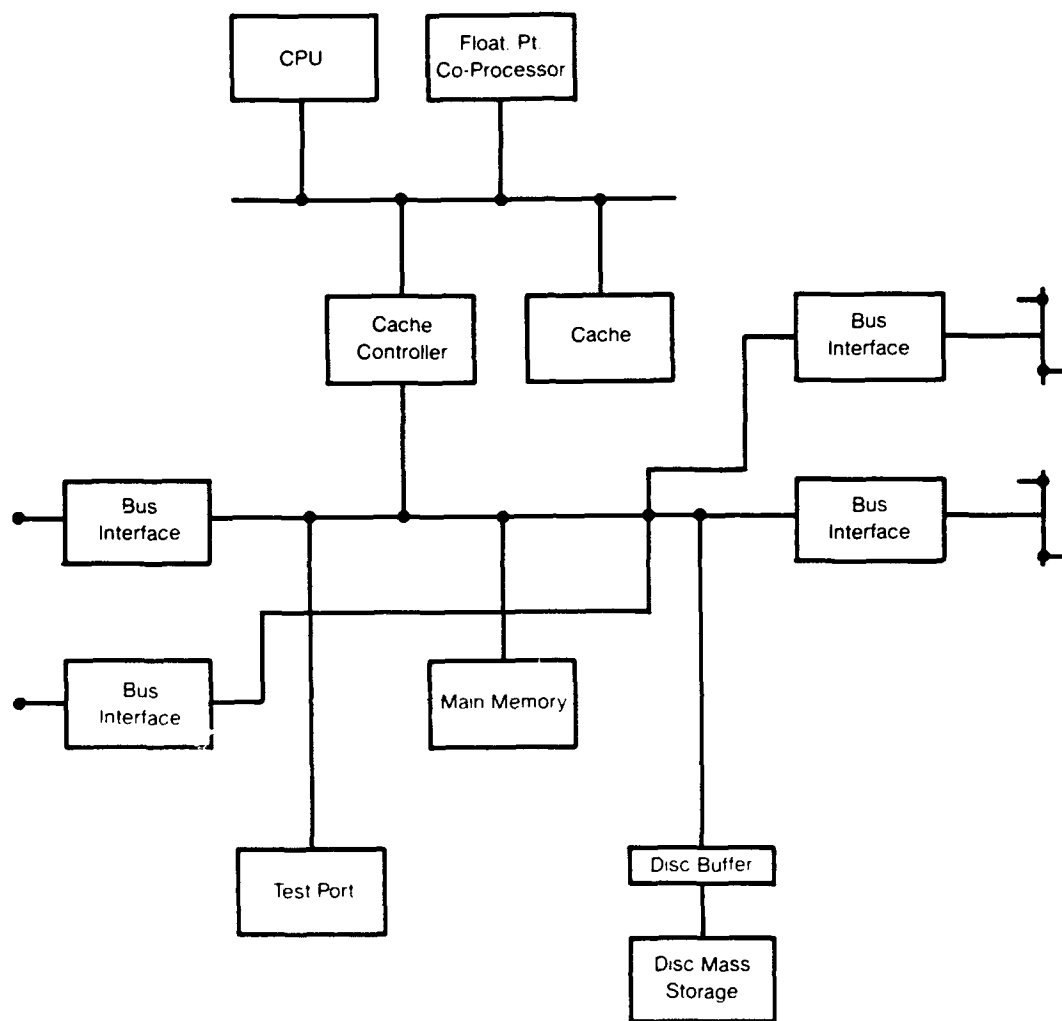 CPU
Float. Pt.
Co-Processor
Cache
Controller
Cache
Bus
Interface
Bus
Interface
Bus
Interface
Bus
Interface
Main Memory
Test Port
Disc Buffer
Disc Mass
Storage